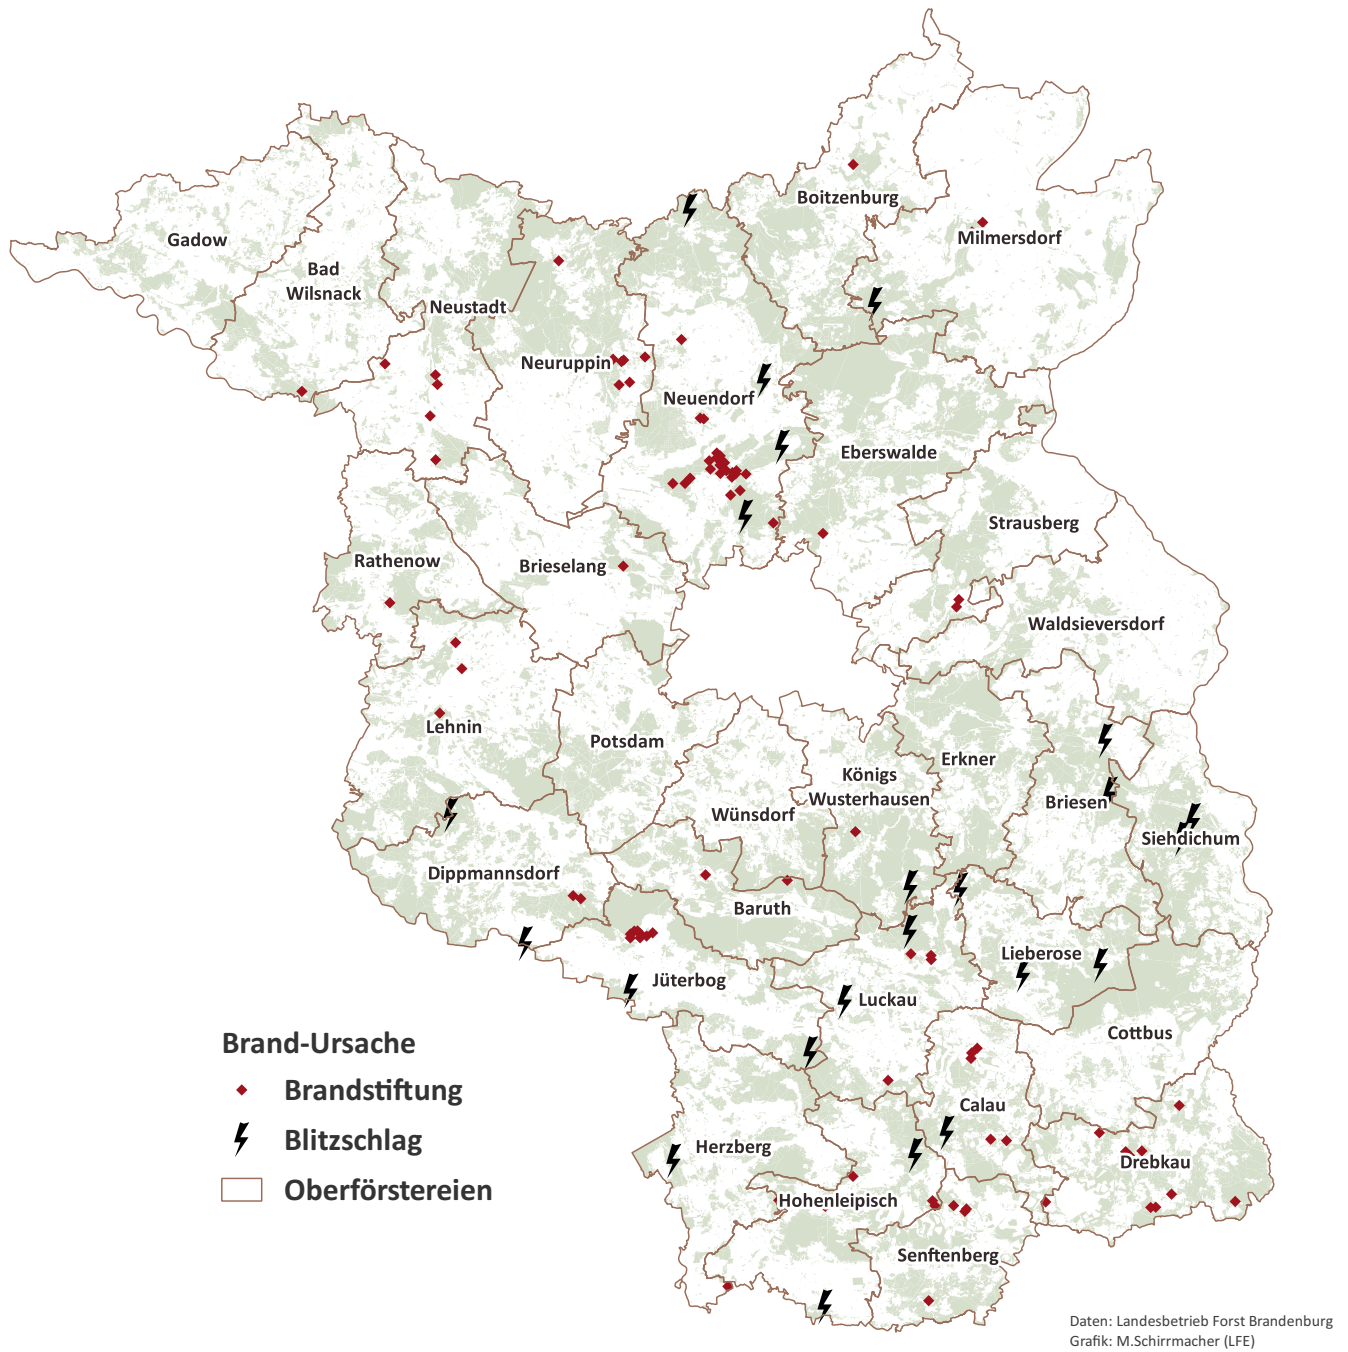 Boitzenburg
Gadow
Milmersdorf
Bad
Wilsnack
Neustadt
Neuruppin
Neuendorf
Eberswalde
Strausberg
Rathenow
Brieselang
Waldsieversdorf
Lehnin
Potsdam
Erkner
Königs
Wusterhausen
Briesen
Wünsdorf
Siehdichum
Dippmannsdorf
Baruth
Lieberose
Jüterbog
Luckau
Cottbus
Calau
Herzberg
Drebkau
Hohenleipisch
Senftenberg
Brand-Ursache
Brandstiftung
Blitzschlag
Oberförstereien
Daten: Landesbetrieb Forst Brandenburg
Grafik: M.Schirrmacher (LFE)